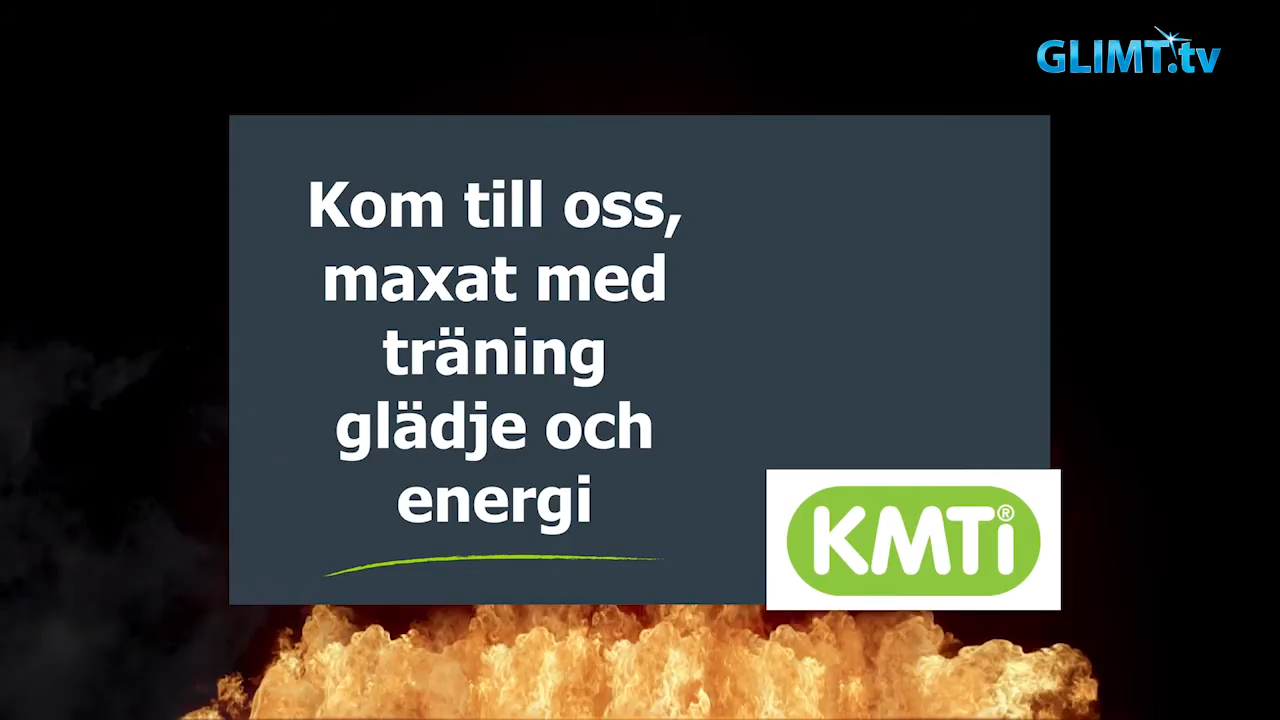 GLIMT.tv
Kom till oss,
maxat med
träning
glädje och
energi
KMTi®